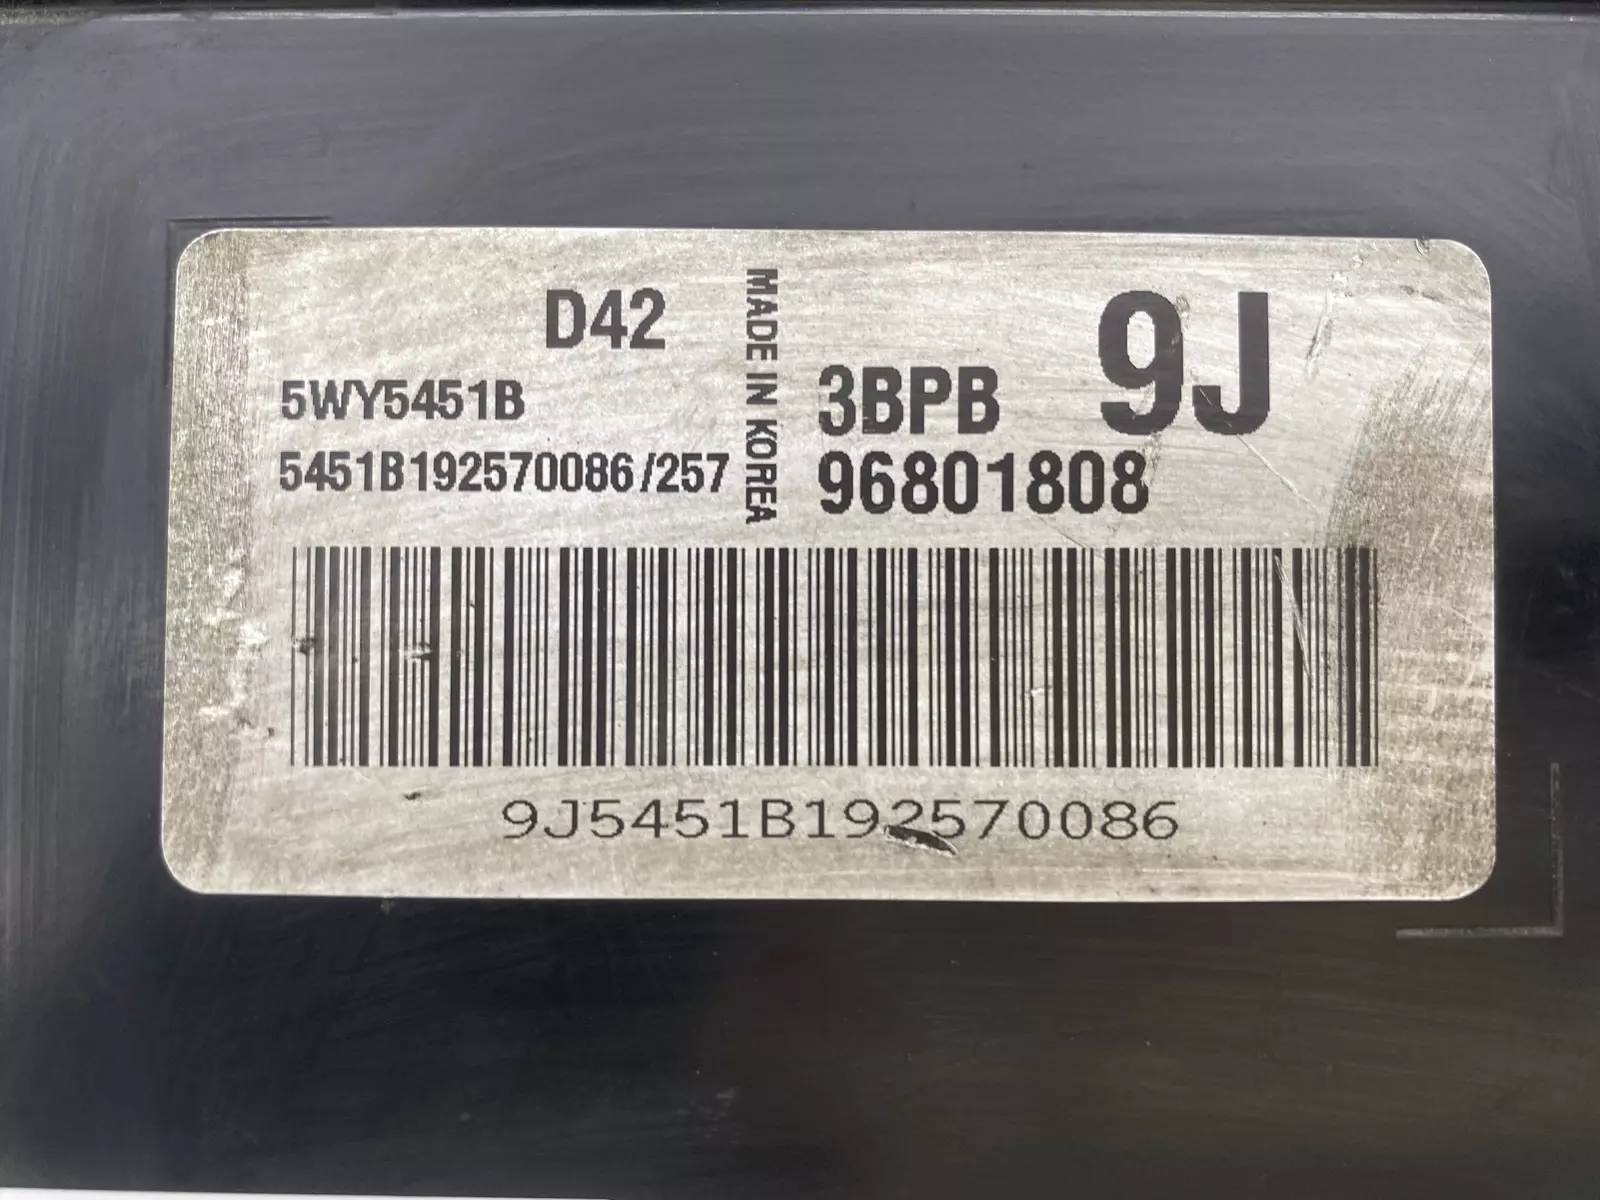 D42
5WY5451B
5451B192570086/257
MADE IN KOREA
9J
3BPB
96801808
9J5451B192570086